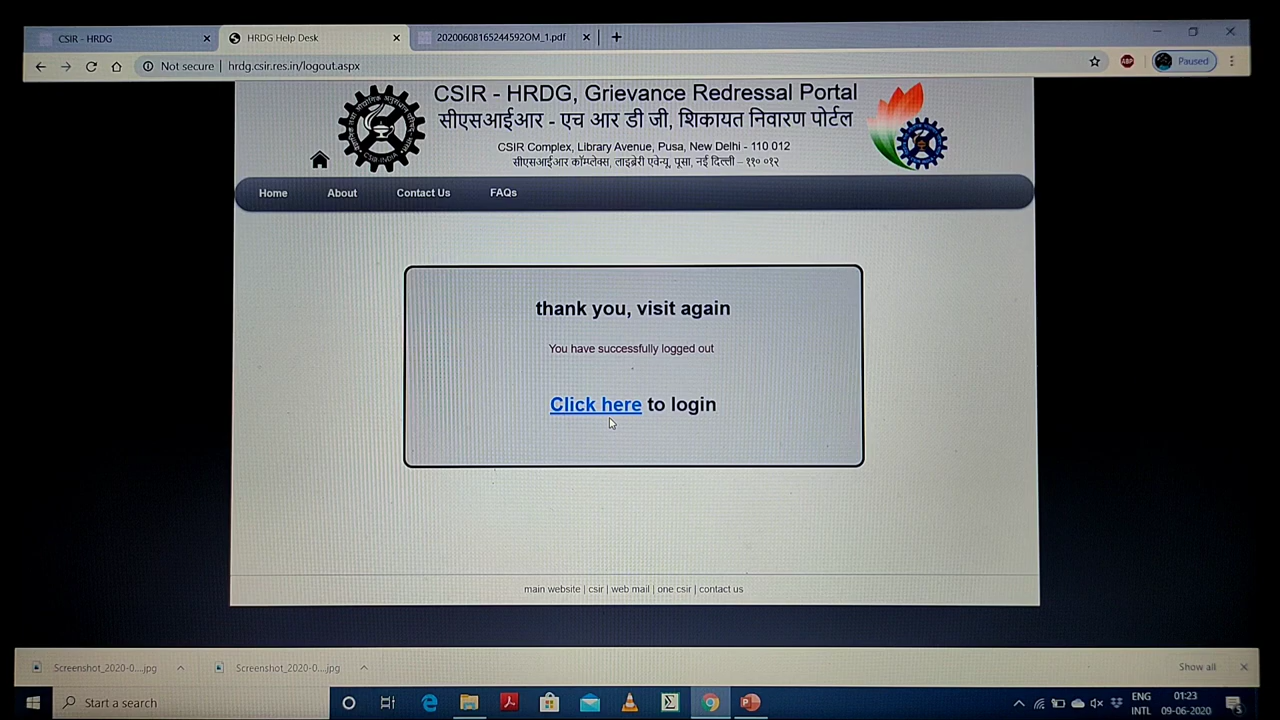 CSIR - HRDG
HRDG Help Desk
20200608165244592OM_1.pdf
Not secure | hrdg.csir.res.in/logout.aspx
ABP
Paused
CSIR - HRDG, Grievance Redressal Portal
सीएसआईआर - एच आर डी जी, शिकायत निवारण पोर्टल
CSIR Complex, Library Avenue, Pusa, New Delhi - 110 012
सीएसआईआर कॉम्प्लेक्स, लाइब्रेरी एवेन्यू, पूसा, नई दिल्ली – ११० ०१२
CSIR-INDIA
Home About Contact Us FAQs
thank you, visit again
You have successfully logged out
Click here to login
main website | csir | web mail | one csir | contact us
Screenshot_2020-0....jpg
Screenshot_2020-0....jpg
Show all
Start a search
ENG
INTL
01:23
09-06-2020
5